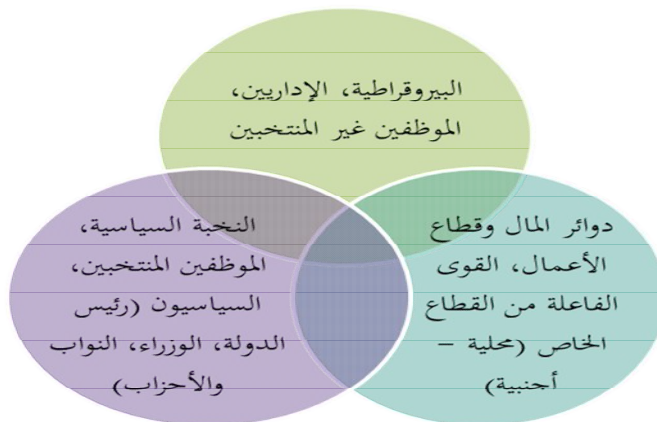 البيروقراطية، الإداريين،
الموظفين غير المنتخبين
دوائر المال وقطاع
الأعمال، القوى
الفاعلة من القطاع
الخاص (محلية –
أجنبية)
النخبة السياسية،
الموظفين المنتخبين،
السياسيون (رئيس
الدولة، الوزراء، النواب
والأحزاب)